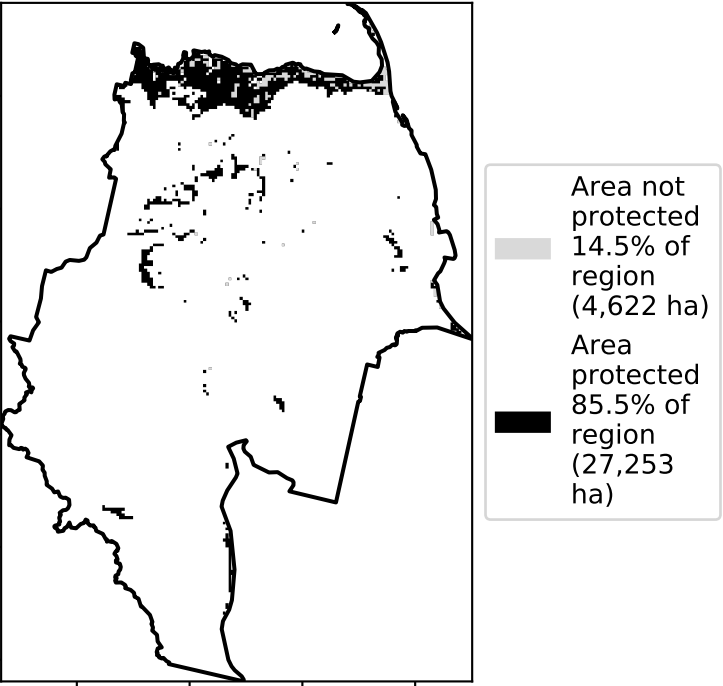 Area not
protected
14.5% of
region
(4,622 ha)
Area
protected
85.5% of
region
(27,253
ha)